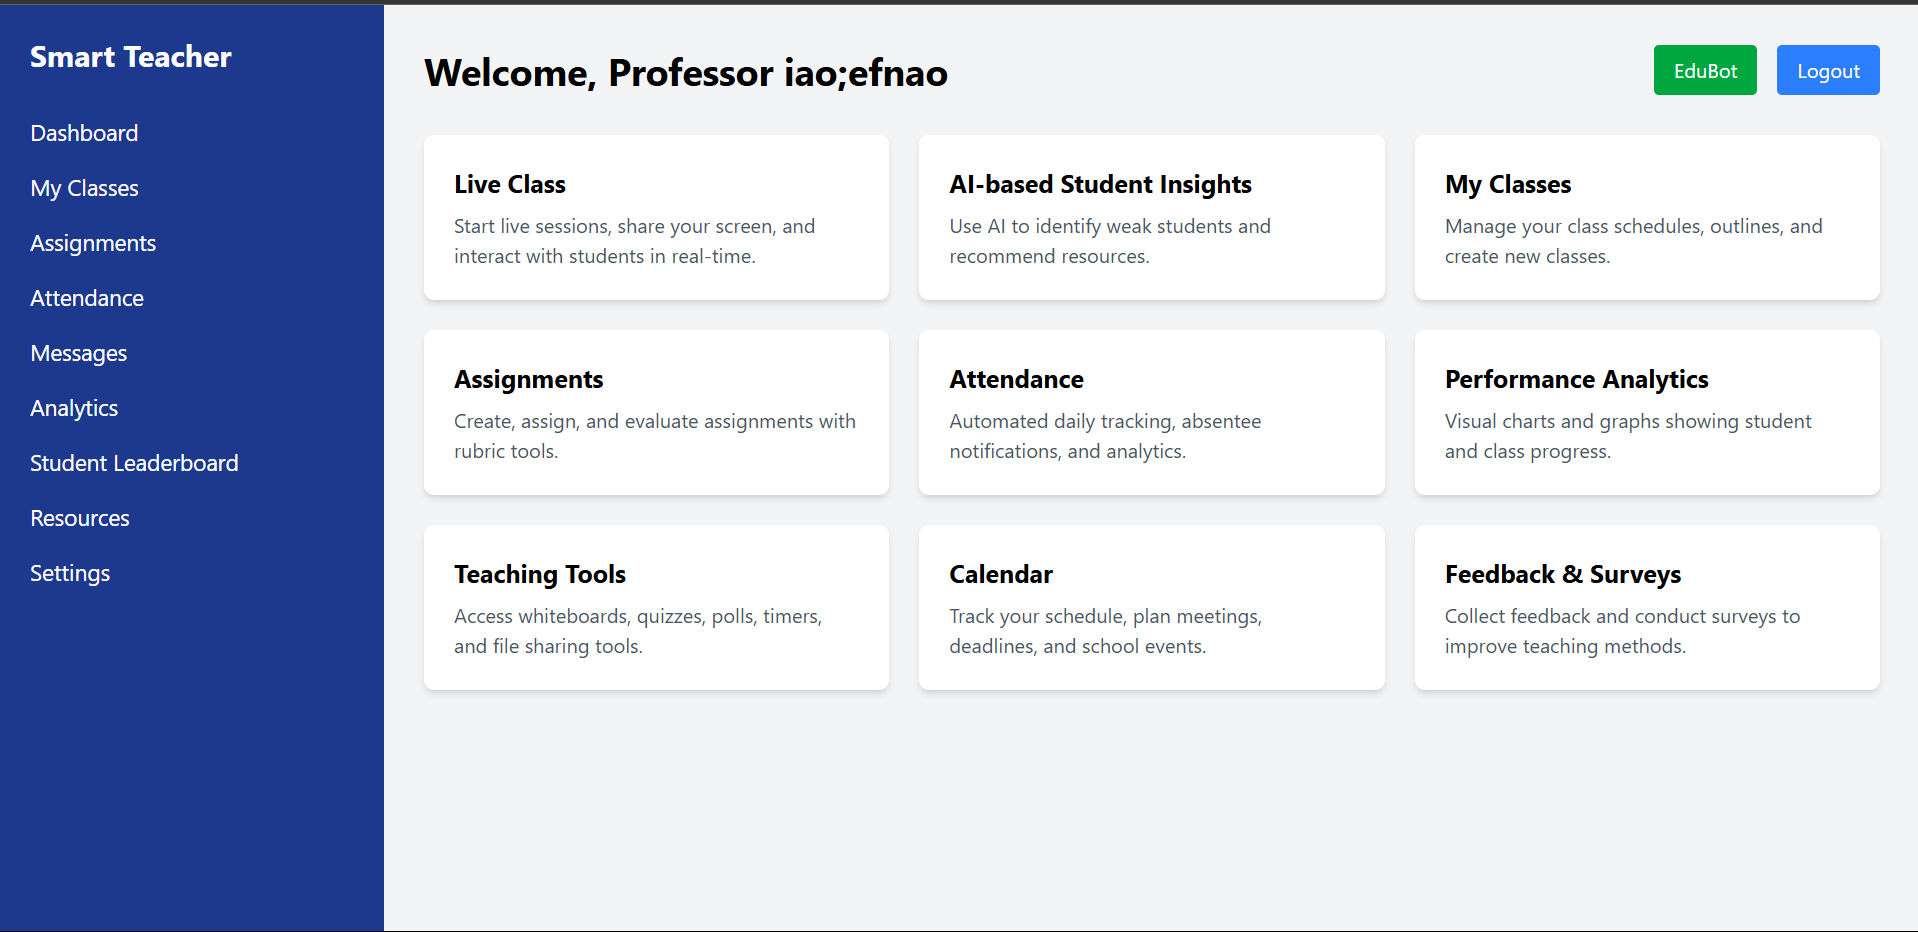 Smart Teacher
Dashboard
My Classes
Assignments
Attendance
Messages
Analytics
Student Leaderboard
Resources
Settings
Welcome, Professor iao;efnao
EduBot
Logout
Live Class
Start live sessions, share your screen, and
interact with students in real-time.
AI-based Student Insights
Use AI to identify weak students and
recommend resources.
My Classes
Manage your class schedules, outlines, and
create new classes.
Assignments
Create, assign, and evaluate assignments with
rubric tools.
Attendance
Automated daily tracking, absentee
notifications, and analytics.
Performance Analytics
Visual charts and graphs showing student
and class progress.
Teaching Tools
Access whiteboards, quizzes, polls, timers,
and file sharing tools.
Calendar
Track your schedule, plan meetings,
deadlines, and school events.
Feedback & Surveys
Collect feedback and conduct surveys to
improve teaching methods.